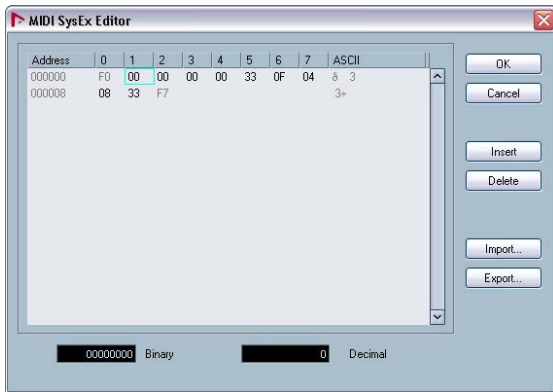 MIDI SysEx Editor
Address 0 1 2 3 4 5 6 7 ASCII
000000 F0 00 00 00 00 33 0F 04 ð 3
000008 08 33 F7 3÷
OK
Cancel
Insert
Delete
Import...
Export...
00000000 Binary 0 Decimal